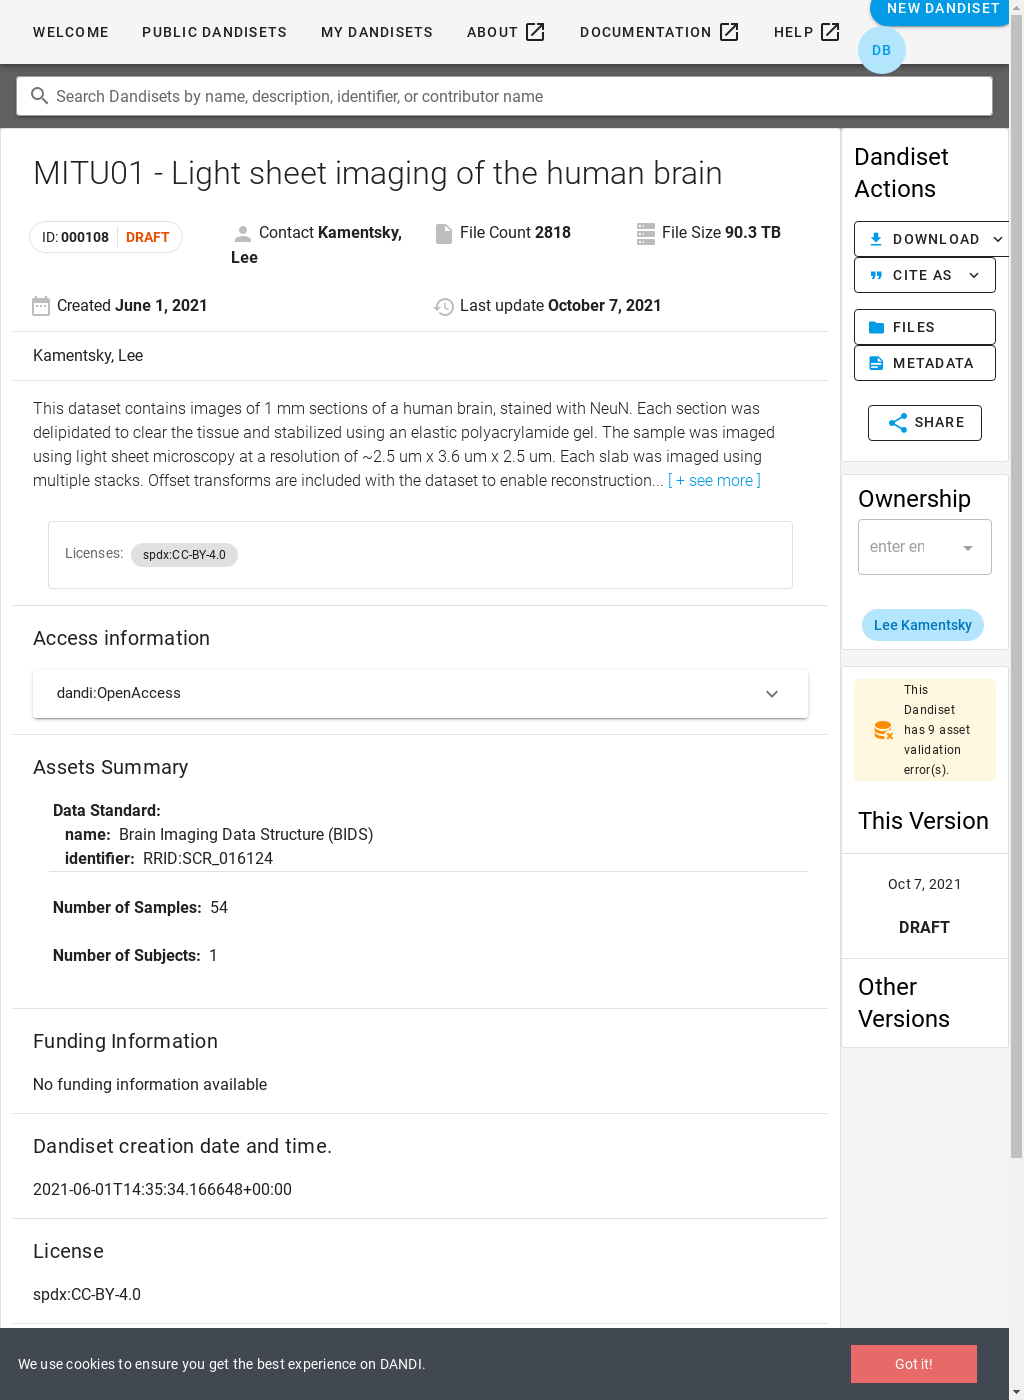 WELCOME PUBLIC DANDISETS MY DANDISETS ABOUT DOCUMENTATION HELP NEW DANDISET
DB
Search Dandisets by name, description, identifier, or contributor name
MITU01 - Light sheet imaging of the human brain
ID: 000108 DRAFT
Contact Kamentsky,
Lee
File Count 2818
File Size 90.3 TB
Created June 1, 2021
Last update October 7, 2021
Kamentsky, Lee
This dataset contains images of 1 mm sections of a human brain, stained with NeuN. Each section was
delipidated to clear the tissue and stabilized using an elastic polyacrylamide gel. The sample was imaged
using light sheet microscopy at a resolution of ~2.5 um x 3.6 um x 2.5 um. Each slab was imaged using
multiple stacks. Offset transforms are included with the dataset to enable reconstruction... [ + see more ]
Licenses: spdx:CC-BY-4.0
Access information
dandi:OpenAccess
Assets Summary
Data Standard:
name: Brain Imaging Data Structure (BIDS)
identifier: RRID:SCR_016124
Number of Samples: 54
Number of Subjects: 1
Funding Information
No funding information available
Dandiset creation date and time.
2021-06-01T14:35:34.166648+00:00
License
spdx:CC-BY-4.0
Dandiset
Actions
DOWNLOAD
CITE AS
FILES
METADATA
SHARE
Ownership
enter en
Lee Kamentsky
This
Dandiset
has 9 asset
validation
error(s).
This Version
Oct 7, 2021
DRAFT
Other
Versions
We use cookies to ensure you get the best experience on DANDI.
Got it!